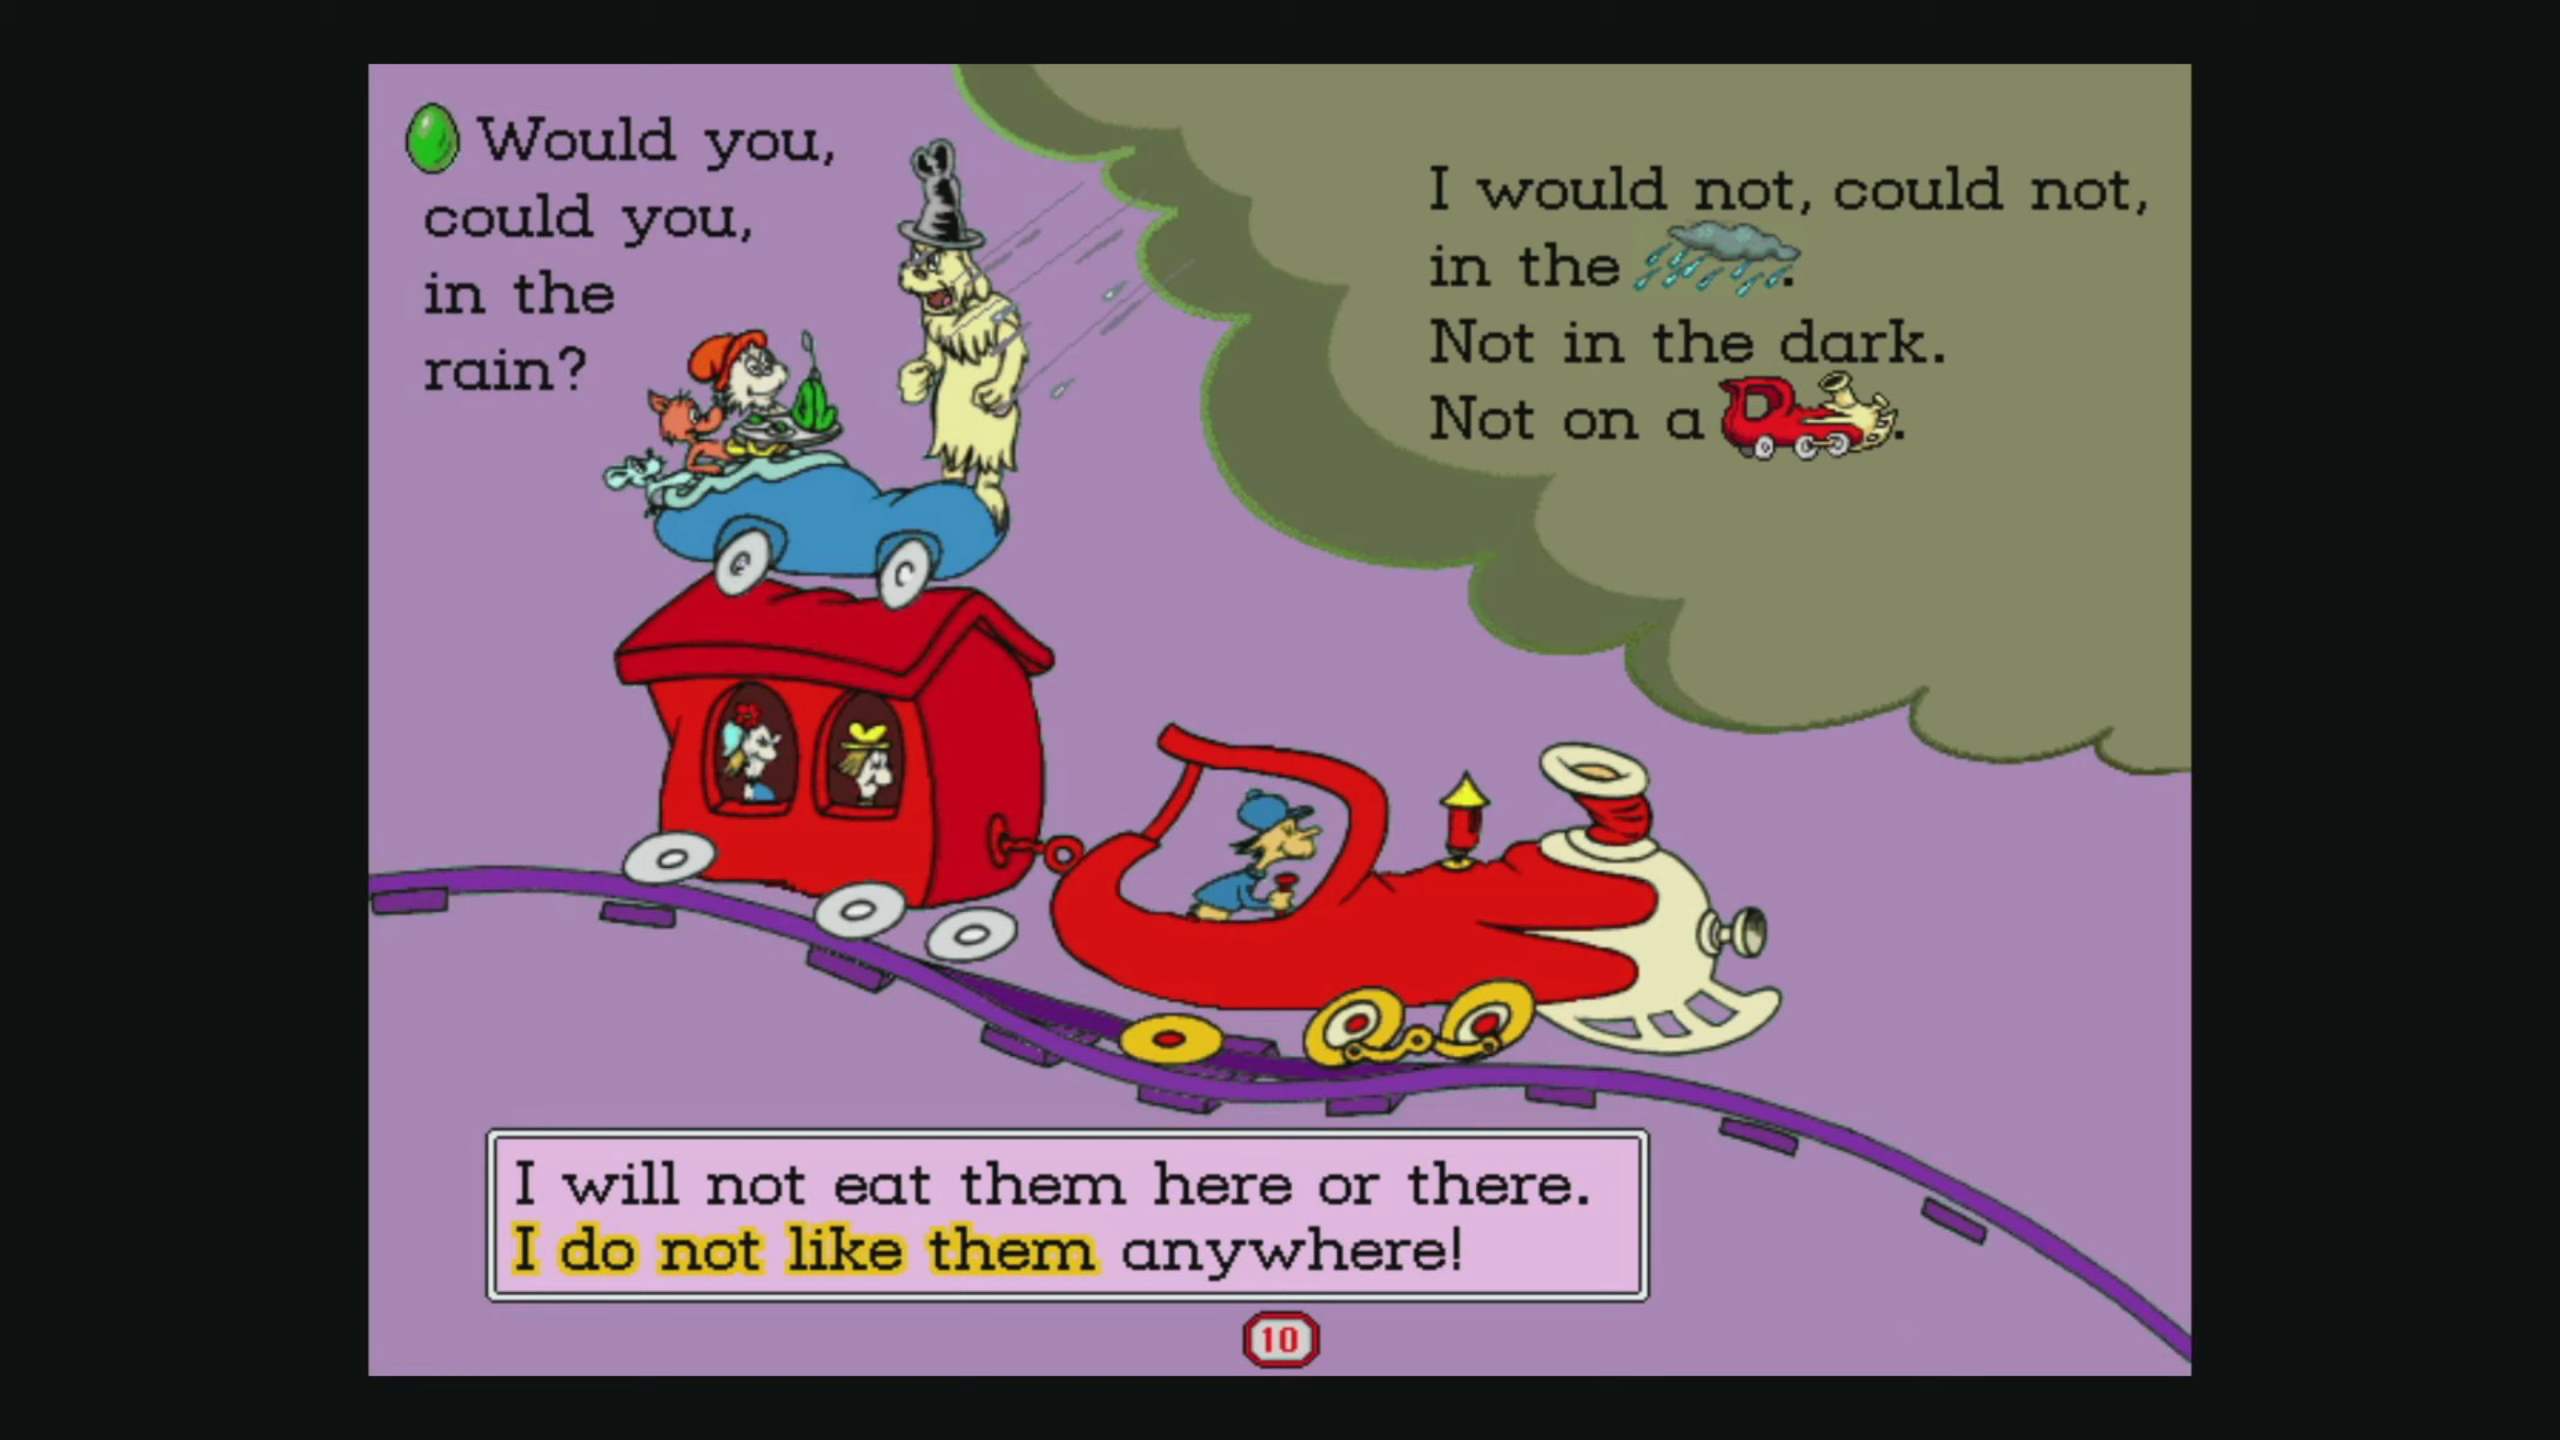 Would you,
could you,
in the
rain?
I would not, could not,
in the .
Not in the dark.
Not on a .
I will not eat them here or there.
I do not like them anywhere!
10